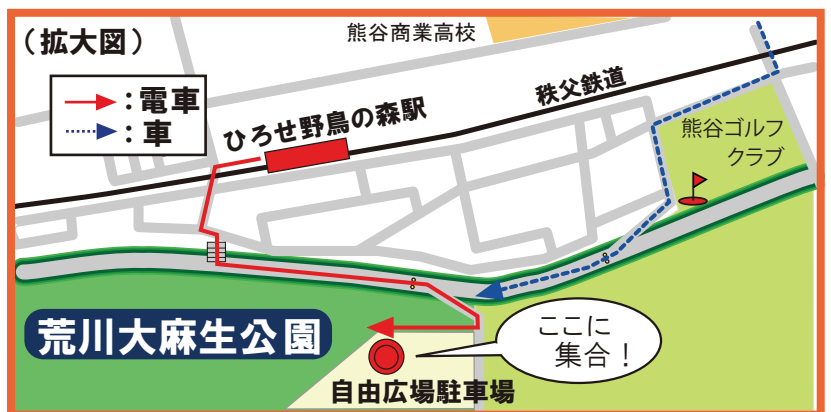 （拡大図）
熊谷商業高校
：電車
：車
秩父鉄道
ひろせ野鳥の森駅
熊谷ゴルフ
クラブ
荒川大麻生公園
ここに
集合！
自由広場駐車場